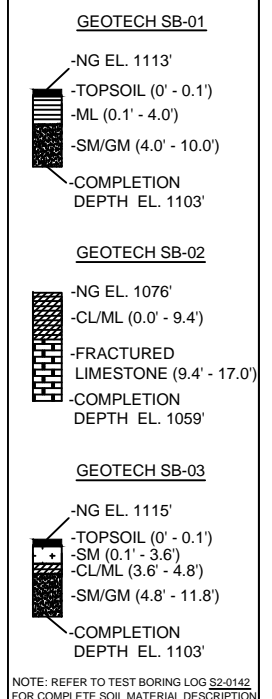 GEOTECH SB-01
-NG EL. 1113'
-TOPSOIL (0' - 0.1')
-ML (0.1' - 4.0')
-SM/GM (4.0' - 10.0')
-COMPLETION
DEPTH EL. 1103'
GEOTECH SB-02
-NG EL. 1076'
-CL/ML (0.0' - 9.4')
-FRACTURED
LIMESTONE (9.4' - 17.0')
-COMPLETION
DEPTH EL. 1059'
GEOTECH SB-03
-NG EL. 1115'
-TOPSOIL (0' - 0.1')
-SM (0.1' - 3.6')
-CL/ML (3.6' - 4.8')
-SM/GM (4.8' - 11.8')
-COMPLETION
DEPTH EL. 1103'
NOTE: REFER TO TEST BORING LOG S2-0142
FOR COMPLETE SOIL MATERIAL DESCRIPTION